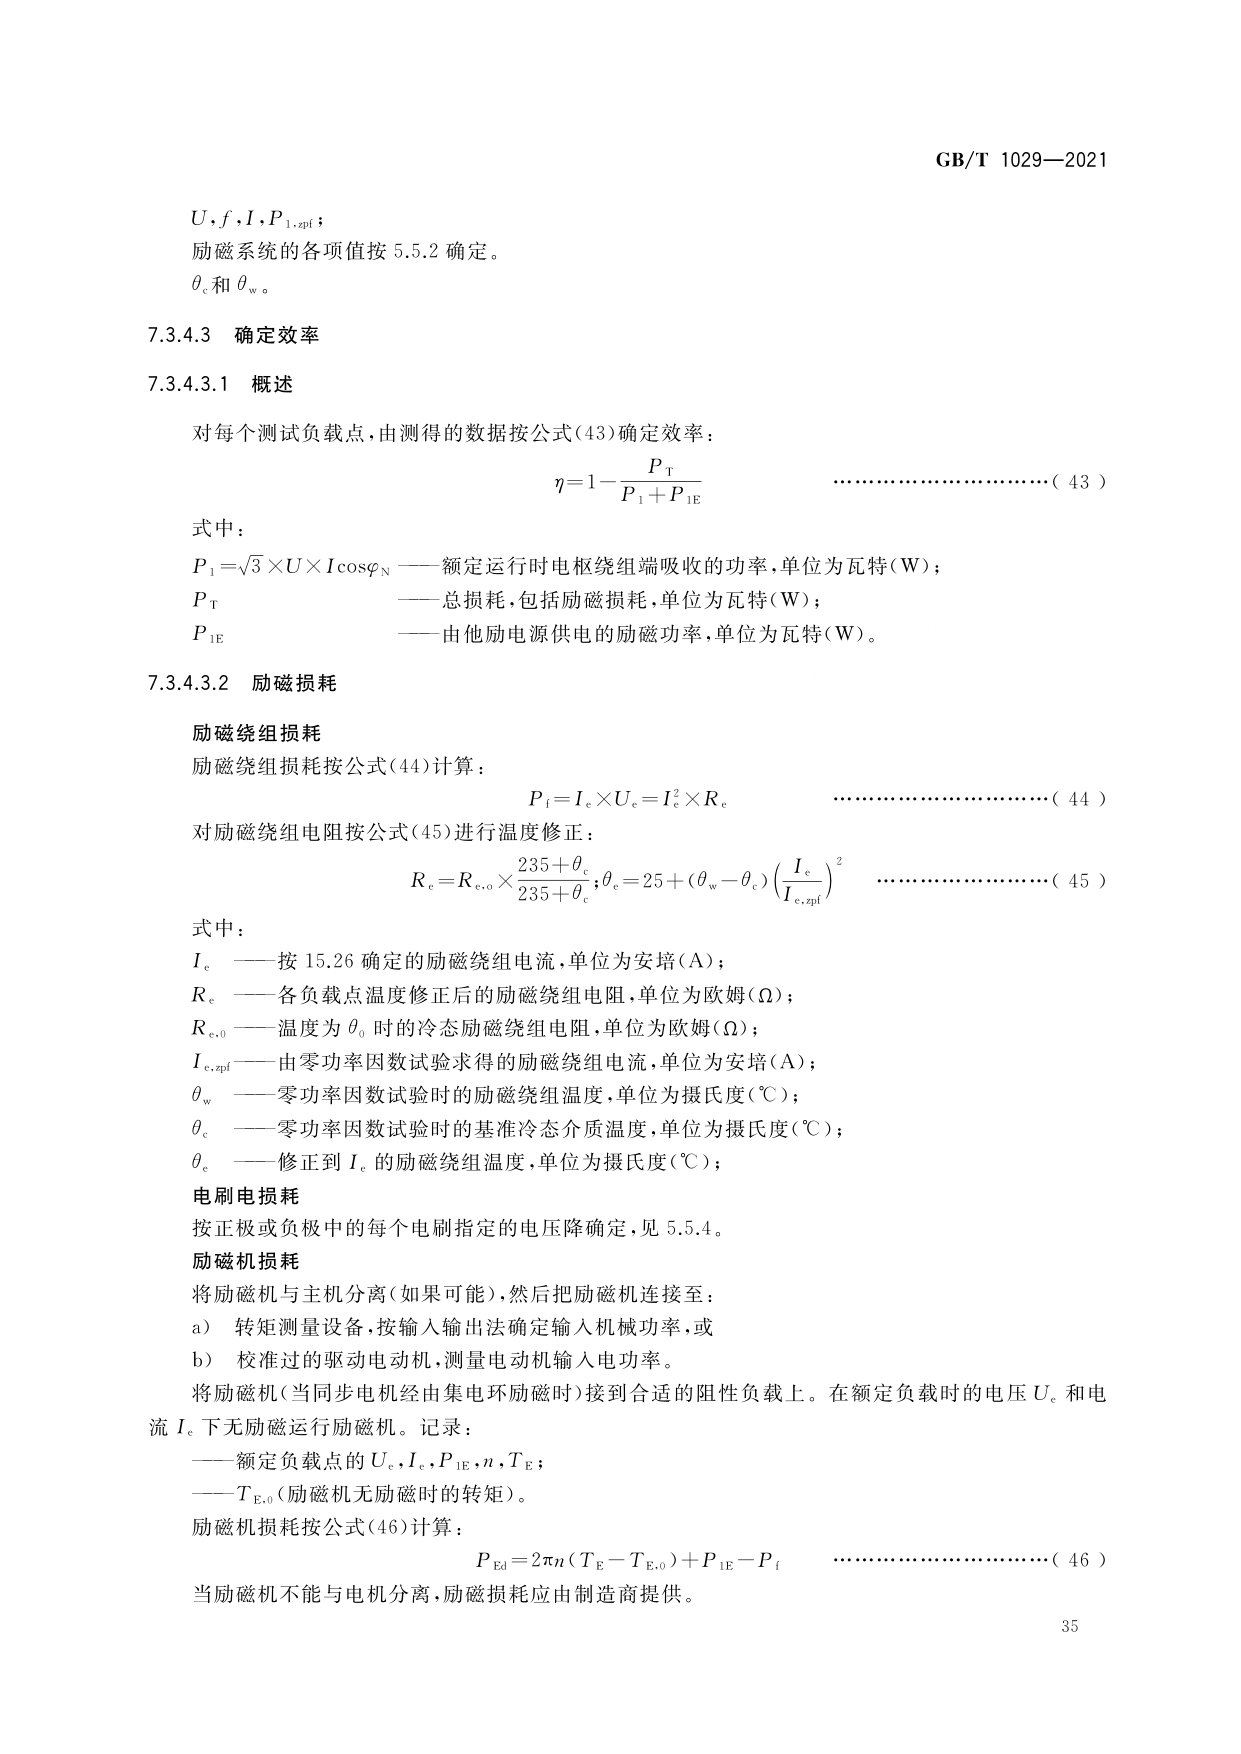 GB/T 1029—2021
U,f,I,P1,zpf;
励磁系统的各项值按 5.5.2 确定。
θc和 θw。
7.3.4.3 确定效率
7.3.4.3.1 概述
对每个测试负载点,由测得的数据按公式(43)确定效率:
η=1−PT/(P1+P1E) …………………………( 43 )
式中:
P1=√3×U×IcosφN ——额定运行时电枢绕组端吸收的功率,单位为瓦特(W);
PT ——总损耗,包括励磁损耗,单位为瓦特(W);
P1E ——由他励电源供电的励磁功率,单位为瓦特(W)。
7.3.4.3.2 励磁损耗
励磁绕组损耗
励磁绕组损耗按公式(44)计算:
Pf=Ie×Ue=Ie²×Re …………………………( 44 )
对励磁绕组电阻按公式(45)进行温度修正:
Re=Re,0×(235+θe)/(235+θc);θe=25+(θw−θc)(Ie/Ie,zpf)² ……………………( 45 )
式中:
Ie ——按 15.26 确定的励磁绕组电流,单位为安培(A);
Re ——各负载点温度修正后的励磁绕组电阻,单位为欧姆(Ω);
Re,0 ——温度为 θ0 时的冷态励磁绕组电阻,单位为欧姆(Ω);
Ie,zpf——由零功率因数试验求得的励磁绕组电流,单位为安培(A);
θw ——零功率因数试验时的励磁绕组温度,单位为摄氏度(℃);
θc ——零功率因数试验时的基准冷态介质温度,单位为摄氏度(℃);
θe ——修正到 Ie 的励磁绕组温度,单位为摄氏度(℃);
电刷电损耗
按正极或负极中的每个电刷指定的电压降确定,见 5.5.4。
励磁机损耗
将励磁机与主机分离(如果可能),然后把励磁机连接至:
a) 转矩测量设备,按输入输出法确定输入机械功率,或
b) 校准过的驱动电动机,测量电动机输入电功率。
将励磁机(当同步电机经由集电环励磁时)接到合适的阻性负载上。在额定负载时的电压 Ue 和电
流 Ie 下无励磁运行励磁机。记录:
——额定负载点的 Ue,Ie,P1E,n,TE;
——TE,0(励磁机无励磁时的转矩)。
励磁机损耗按公式(46)计算:
PEd=2πn(TE−TE,0)+P1E−Pf …………………………( 46 )
当励磁机不能与电机分离,励磁损耗应由制造商提供。
35